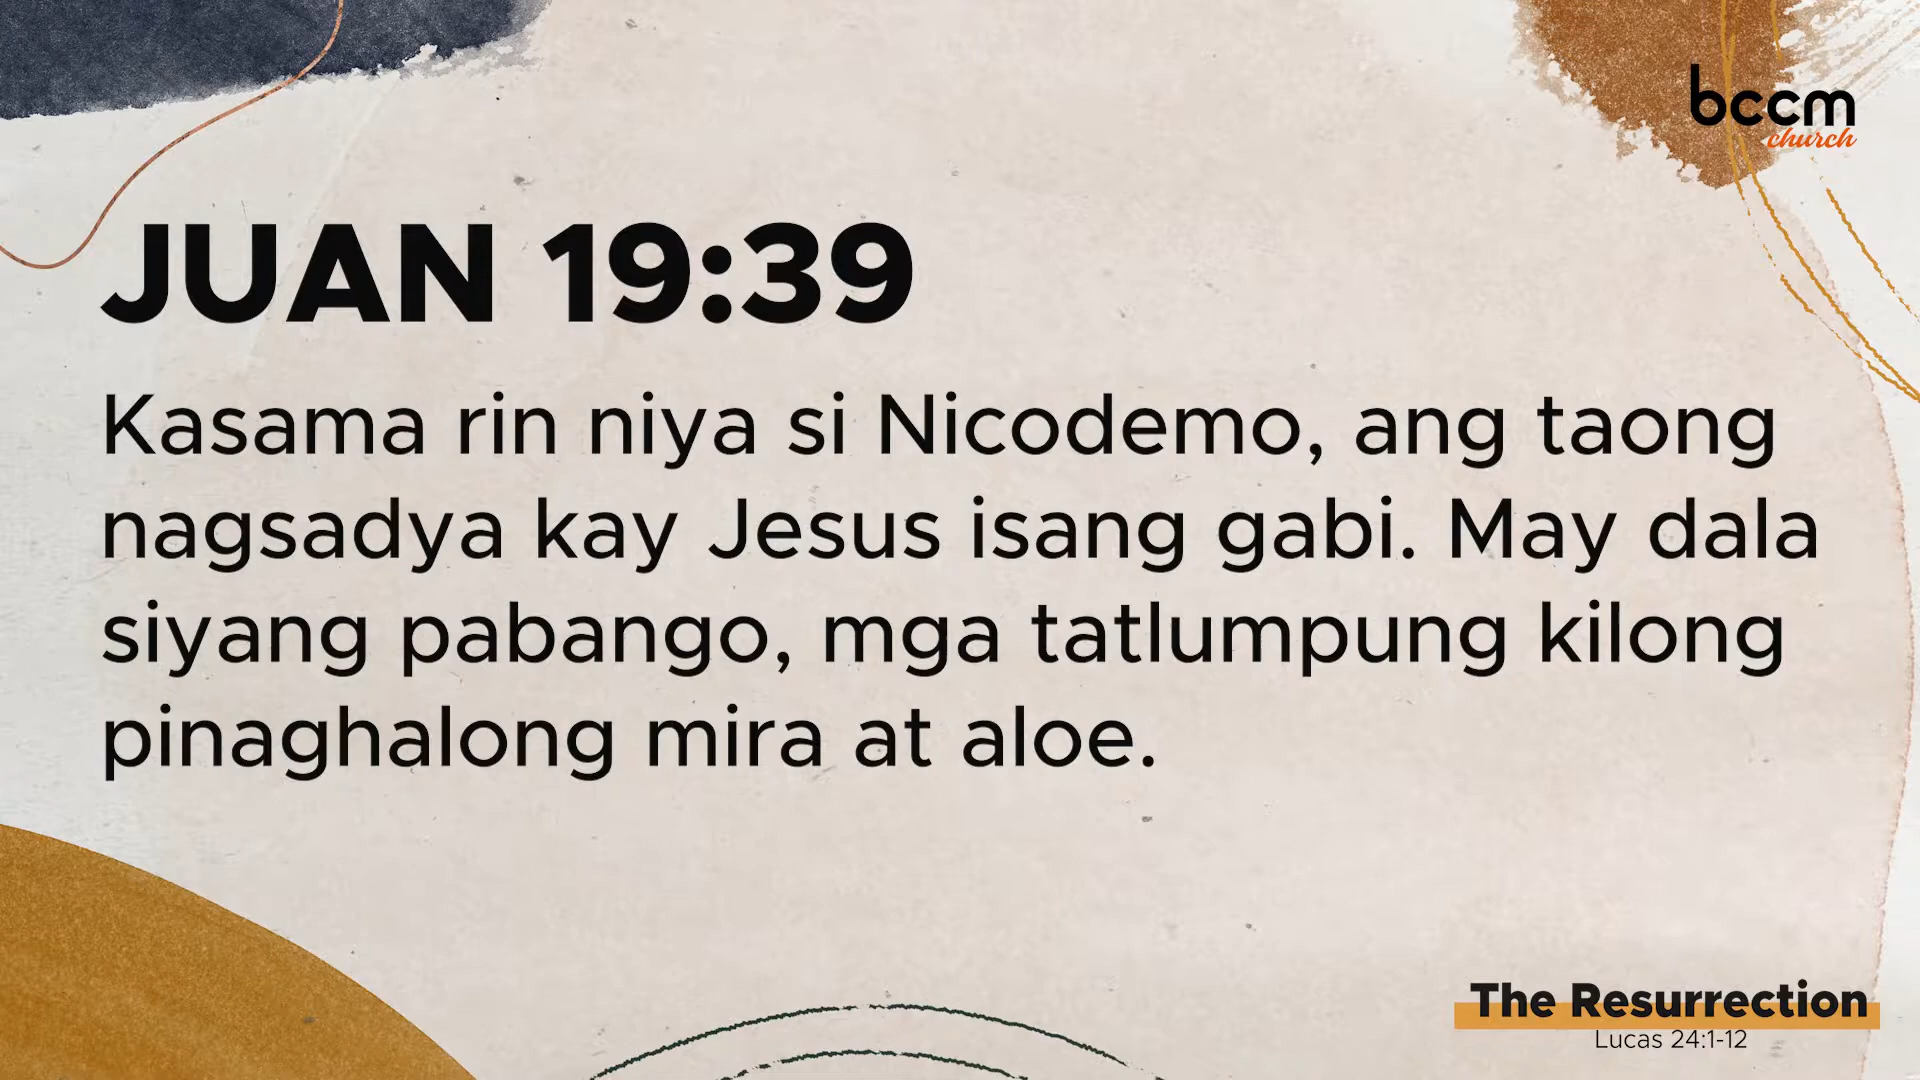 bccm
church
JUAN 19:39
Kasama rin niya si Nicodemo, ang taong
nagsadya kay Jesus isang gabi. May dala
siyang pabango, mga tatlumpung kilong
pinaghalong mira at aloe.
The Resurrection
Lucas 24:1-12